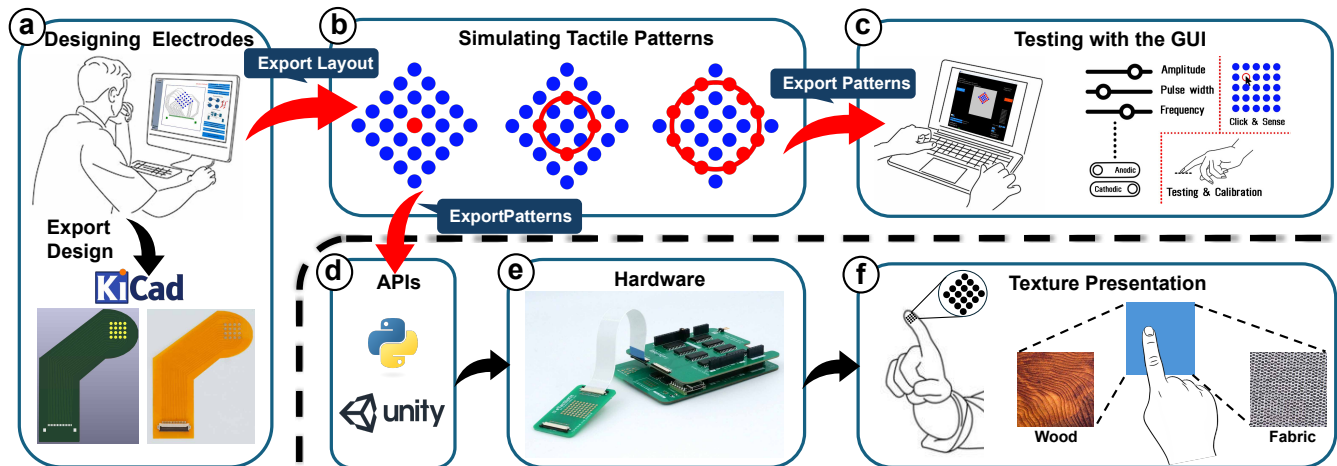 a
Designing Electrodes
Export
Design
KiCad
Export Layout
b
Simulating Tactile Patterns
Export Patterns
ExportPatterns
c
Testing with the GUI
Amplitude
Pulse width
Frequency
Anodic
Cathodic
Click & Sense
Testing & Calibration
d
APIs
unity
e
Hardware
f
Texture Presentation
Wood
Fabric